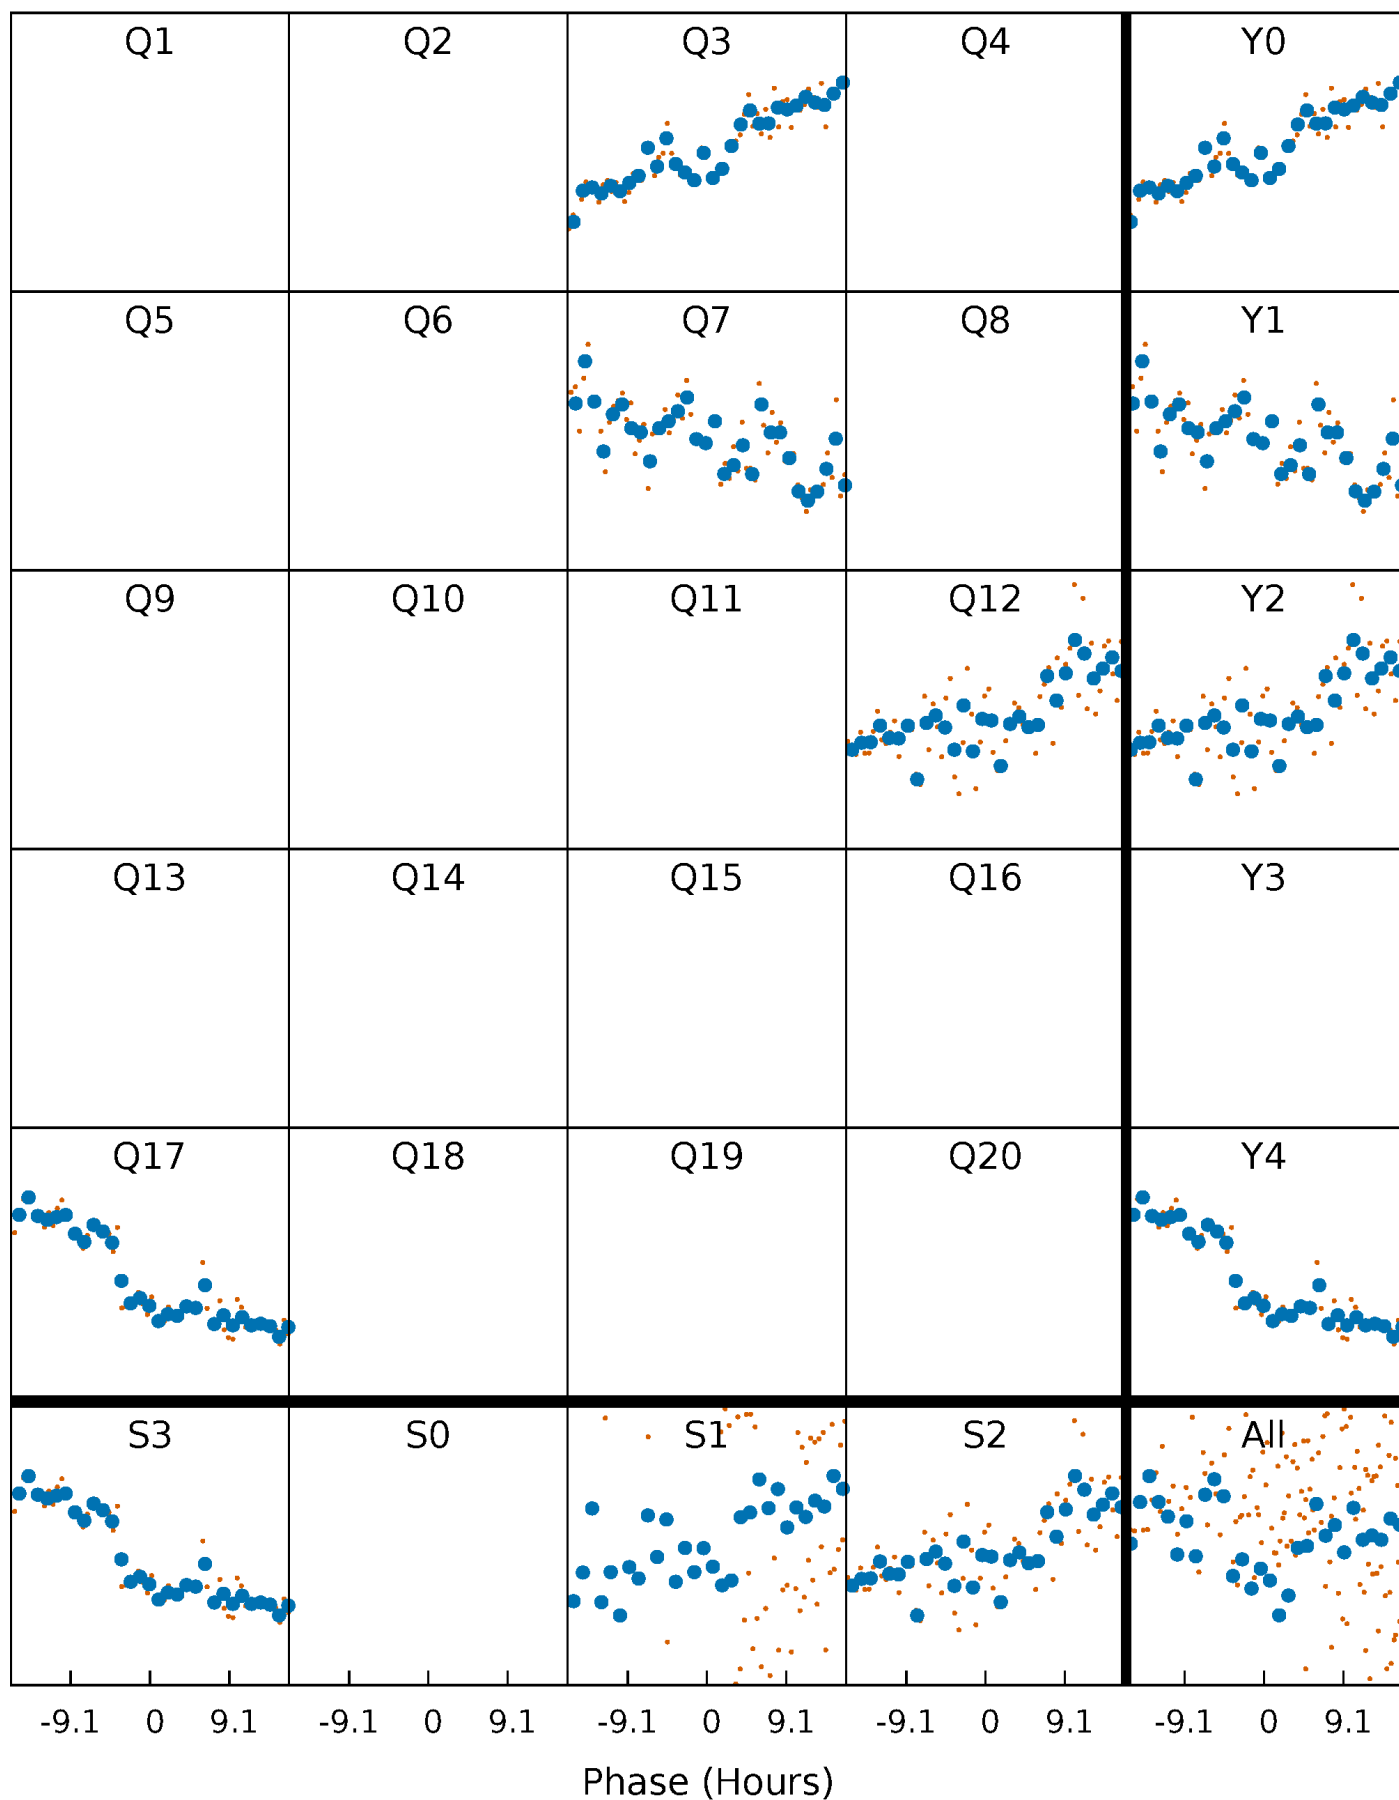 Q1 Q2 Q3 Q4 Y0
Q5 Q6 Q7 Q8 Y1
Q9 Q10 Q11 Q12 Y2
Q13 Q14 Q15 Q16 Y3
Q17 Q18 Q19 Q20 Y4
S3 S0 S1 S2 All
-9.1 0 9.1 -9.1 0 9.1 -9.1 0 9.1 -9.1 0 9.1 -9.1 0 9.1
Phase (Hours)